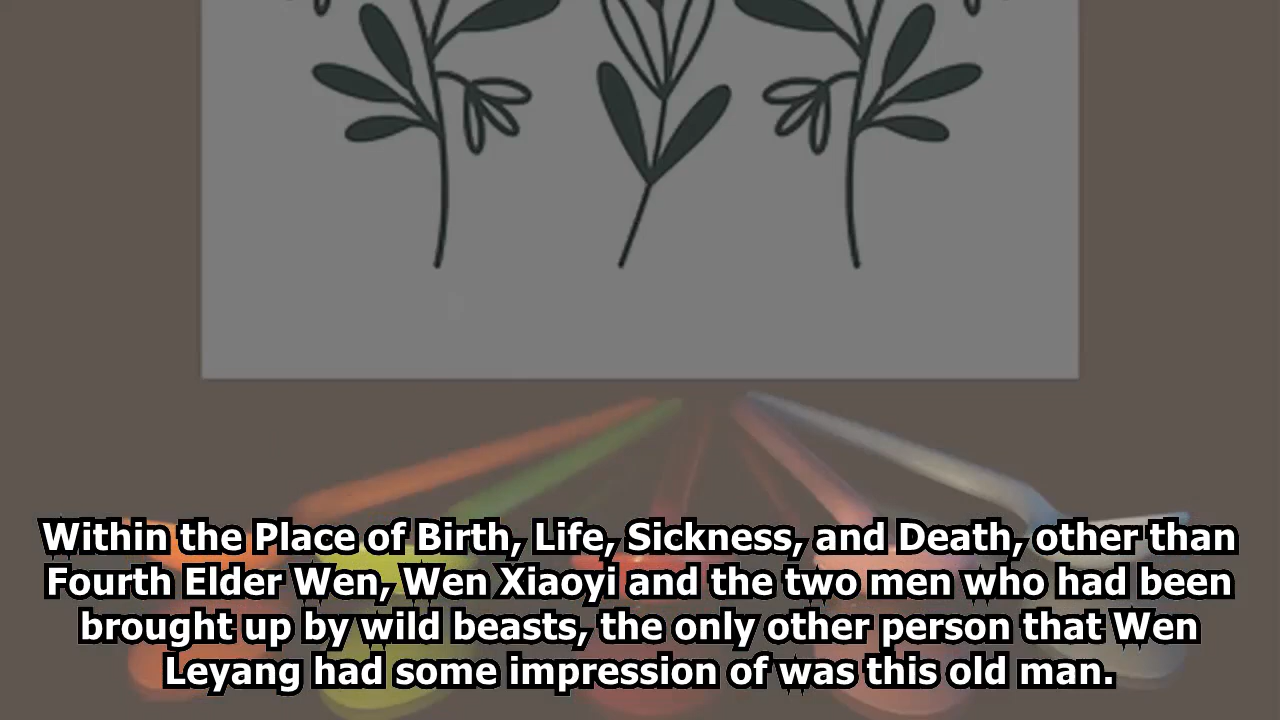 Within the Place of Birth, Life, Sickness, and Death, other than
Fourth Elder Wen, Wen Xiaoyi and the two men who had been
brought up by wild beasts, the only other person that Wen
Leyang had some impression of was this old man.